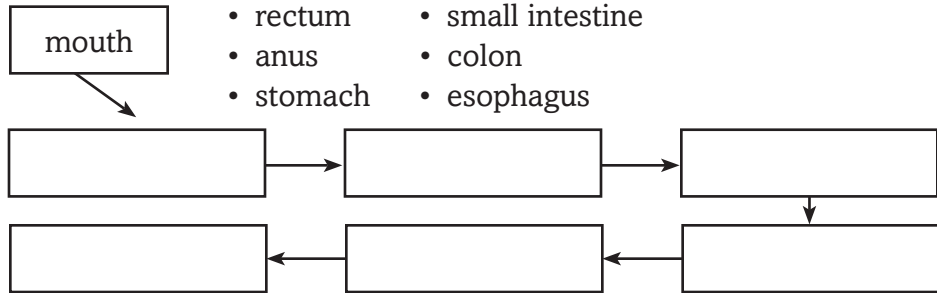 mouth
• rectum
• anus
• stomach
• small intestine
• colon
• esophagus